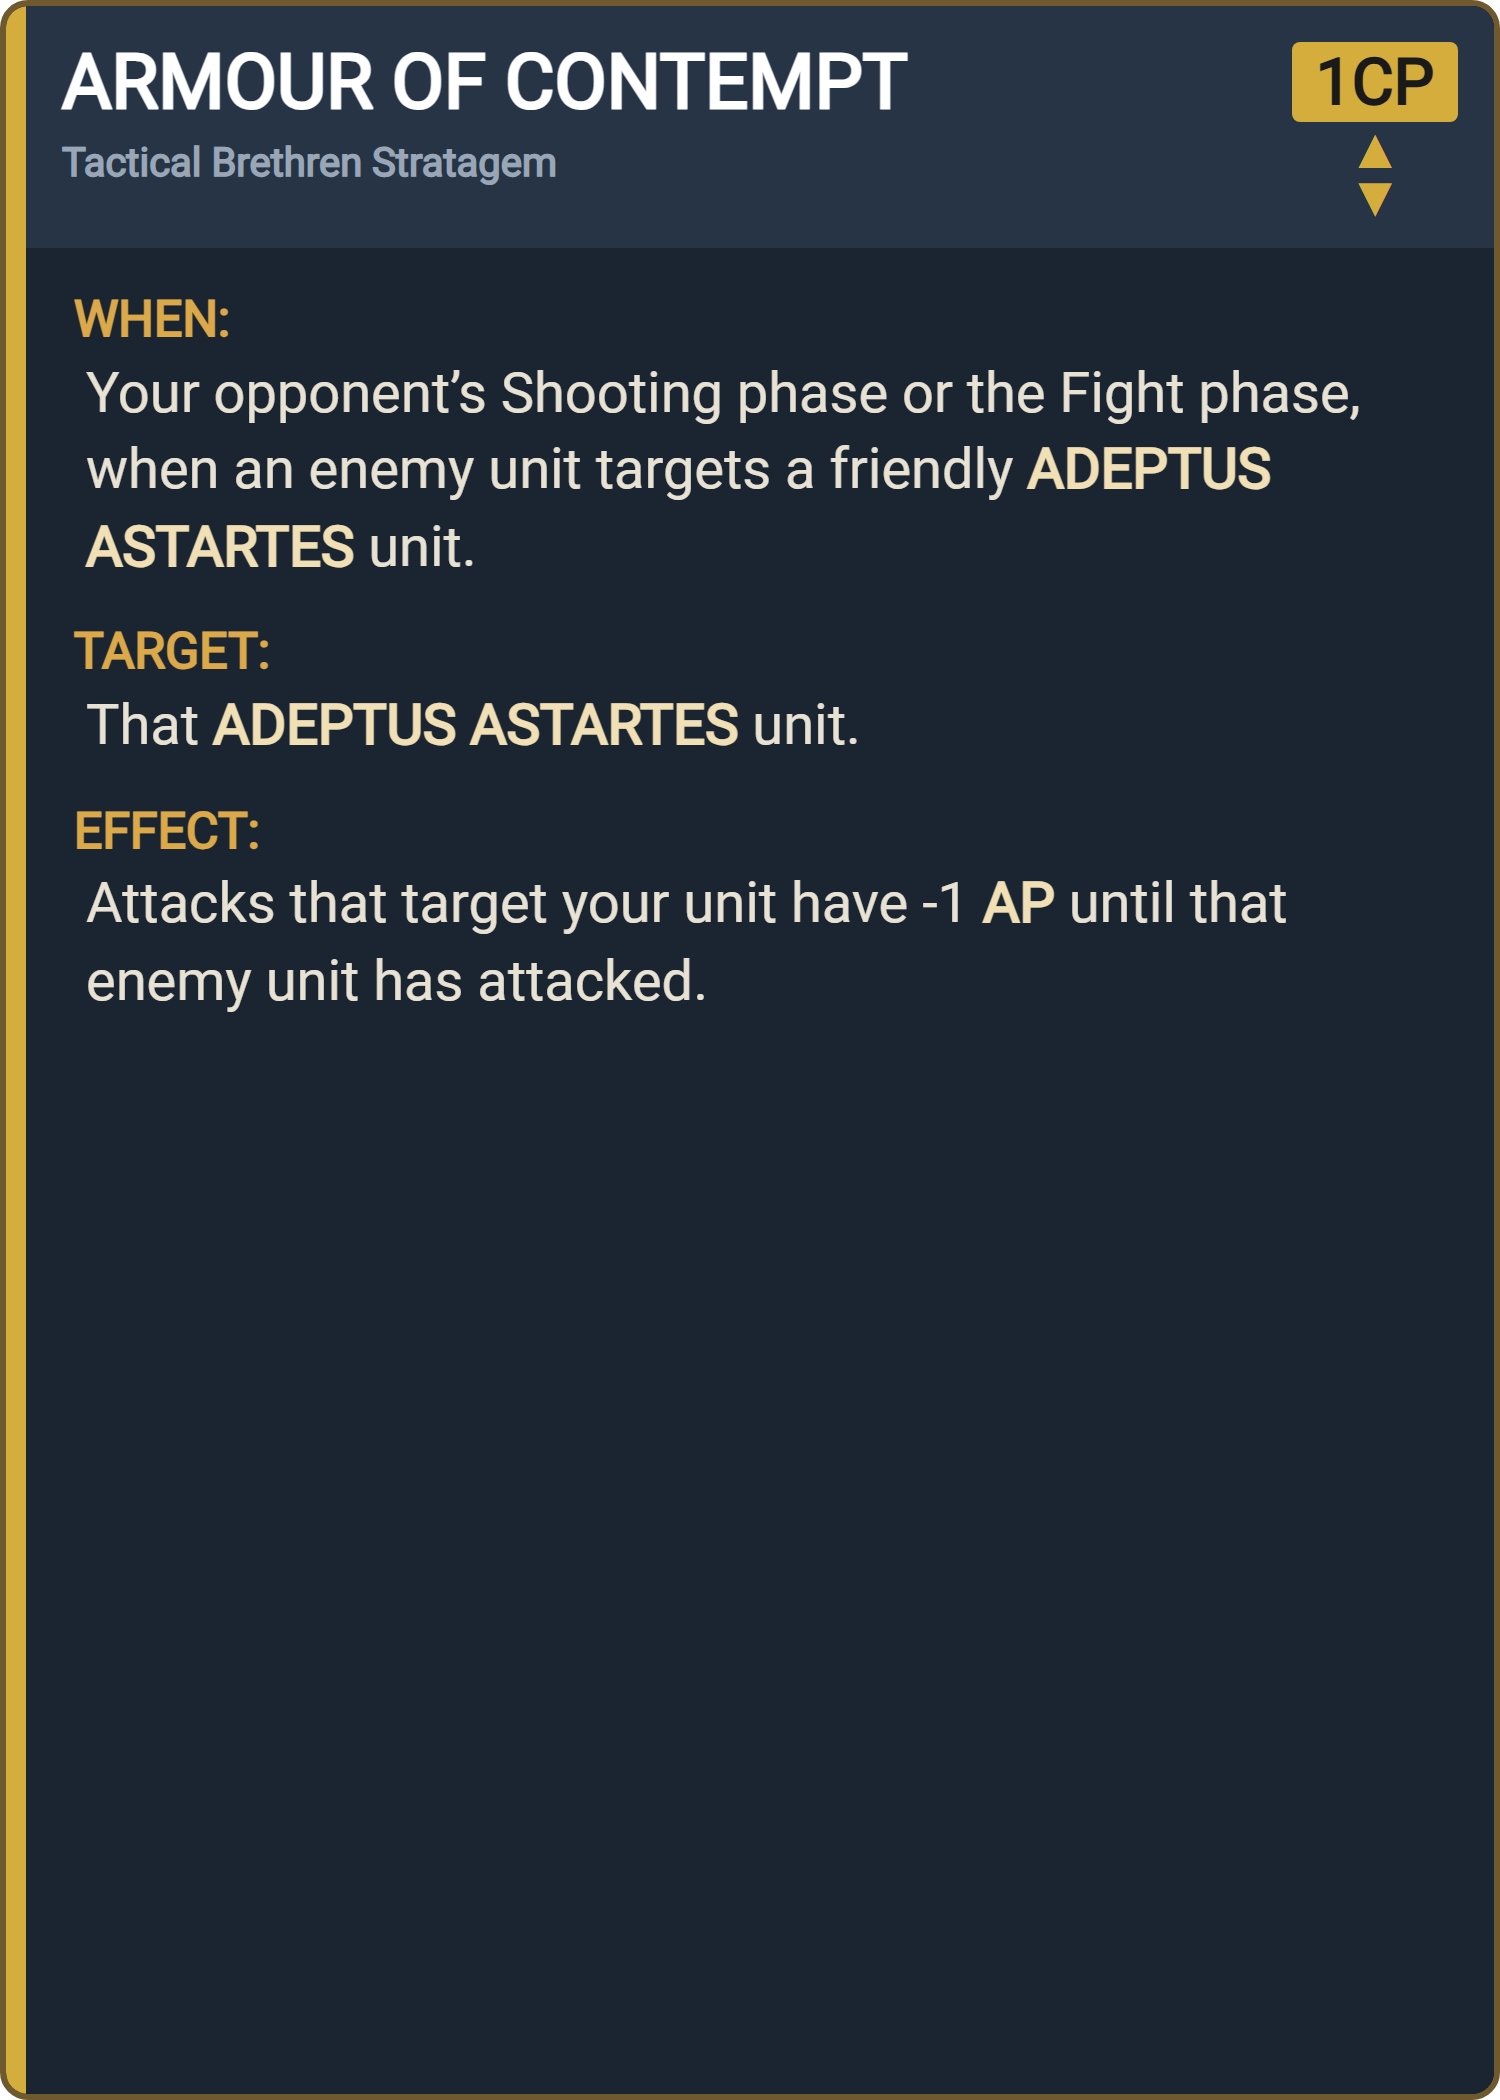 ARMOUR OF CONTEMPT
1CP
Tactical Brethren Stratagem
▲
▼
WHEN:
Your opponent’s Shooting phase or the Fight phase,
when an enemy unit targets a friendly ADEPTUS
ASTARTES unit.
TARGET:
That ADEPTUS ASTARTES unit.
EFFECT:
Attacks that target your unit have -1 AP until that
enemy unit has attacked.